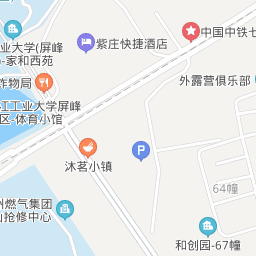 中国中铁七
紫庄快捷酒店
业大学(屏峰
)-家和西苑
外露营俱乐部
炸物局
江工业大学屏峰
区-体育小馆
P
沐茗小镇
64幢
州燃气集团
山抢修中心
和创园-67幢